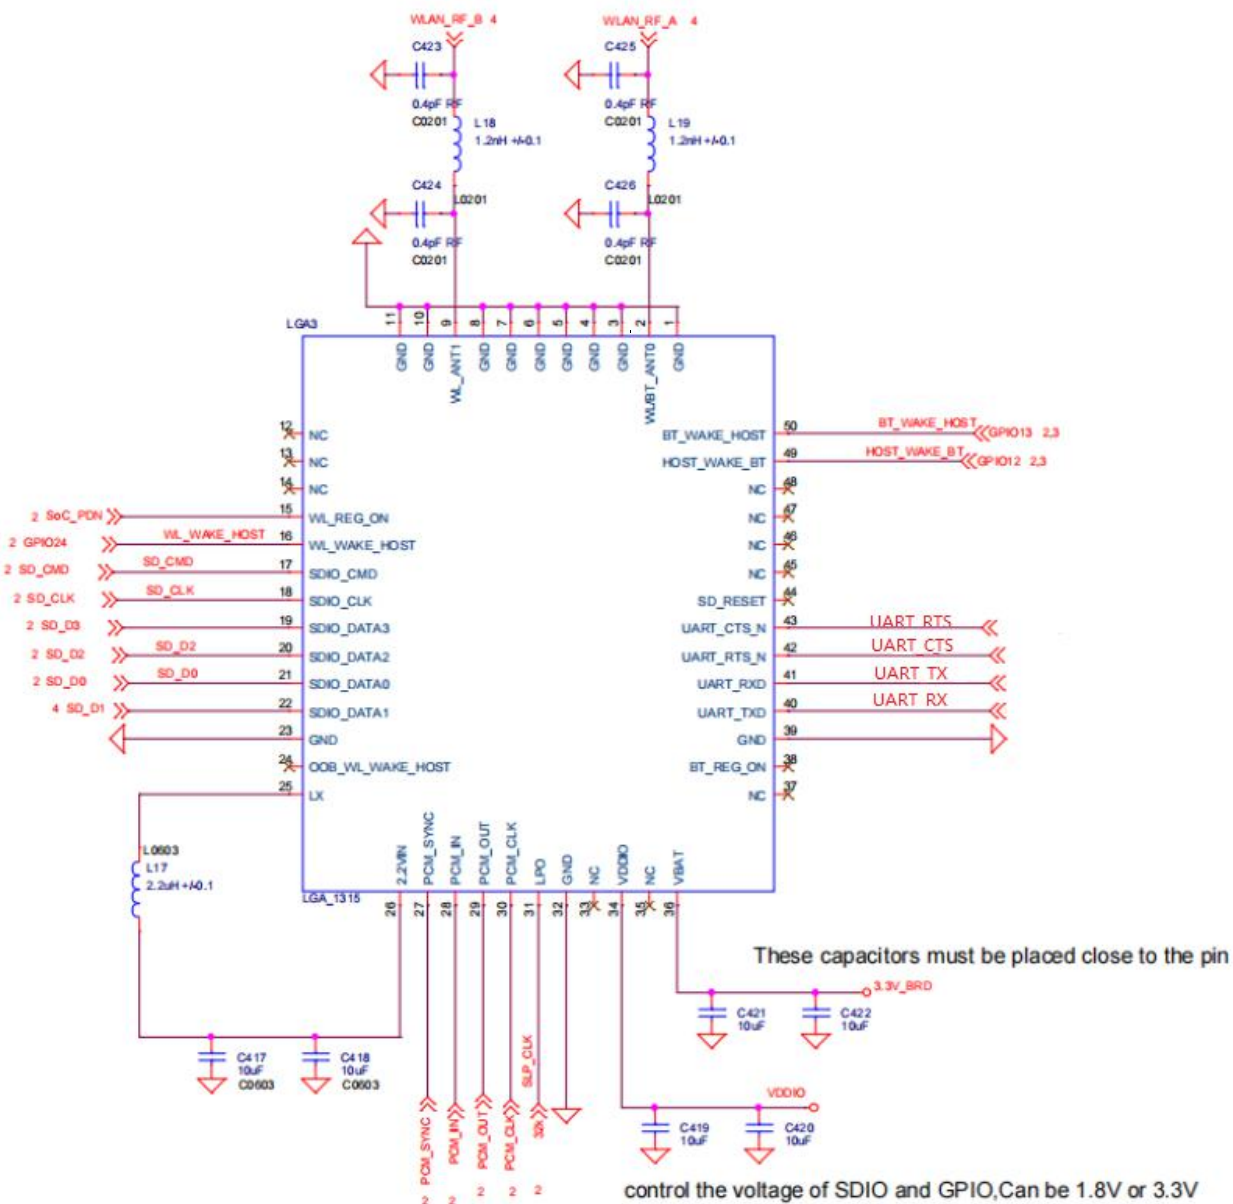 WLAN_RF_B 4
WLAN_RF_A 4
C423
0.4pF RF
C0201
L18
1.2nH +/-0.1
C424
L0201
0.4pF RF
C0201
C425
0.4pF RF
C0201
L19
1.2nH +/-0.1
C426
L0201
0.4pF RF
C0201
LGA3
11 10 9 8 7 6 5 4 3 2 1
GND
GND
WL_ANT1
GND
GND
GND
GND
GND
GND
WL/BT_ANT0
GND
12 NC
13 NC
14 NC
2 SoC_PDN 15 WL_REG_ON
2 GPIO24 WL_WAKE_HOST 16 WL_WAKE_HOST
2 SD_CMD SD_CMD 17 SDIO_CMD
2 SD_CLK SD_CLK 18 SDIO_CLK
2 SD_D3 19 SDIO_DATA3
2 SD_D2 SD_D2 20 SDIO_DATA2
2 SD_D0 SD_D0 21 SDIO_DATA0
4 SD_D1 22 SDIO_DATA1
23 GND
24 OOB_WL_WAKE_HOST
25 LX
BT_WAKE_HOST 50 BT_WAKE_HOST GPIO13 2,3
HOST_WAKE_BT 49 HOST_WAKE_BT GPIO12 2,3
NC 48
NC 47
NC 46
NC 45
SD_RESET 44
UART_CTS_N 43 UART_RTS
UART_RTS_N 42 UART_CTS
UART_RXD 41 UART TX
UART_TXD 40 UART RX
GND 39
BT_REG_ON 38
NC 37
L0603
L17
2.2uH +/-0.1
2.2VIN
PCM_SYNC
PCM_IN
PCM_OUT
PCM_CLK
LPO
GND
NC
VDDIO
NC
VBAT
LGA_1315
26 27 28 29 30 31 32 33 34 35 36
These capacitors must be placed close to the pin
3.3V_BRD
C421
10uF
C422
10uF
C417
10uF
C0603
C418
10uF
C0603
SLP_CLK
PCM_SYNC 2
PCM_IN 2
PCM_OUT 2
PCM_CLK 2
32k 2
VDDIO
C419
10uF
C420
10uF
control the voltage of SDIO and GPIO,Can be 1.8V or 3.3V